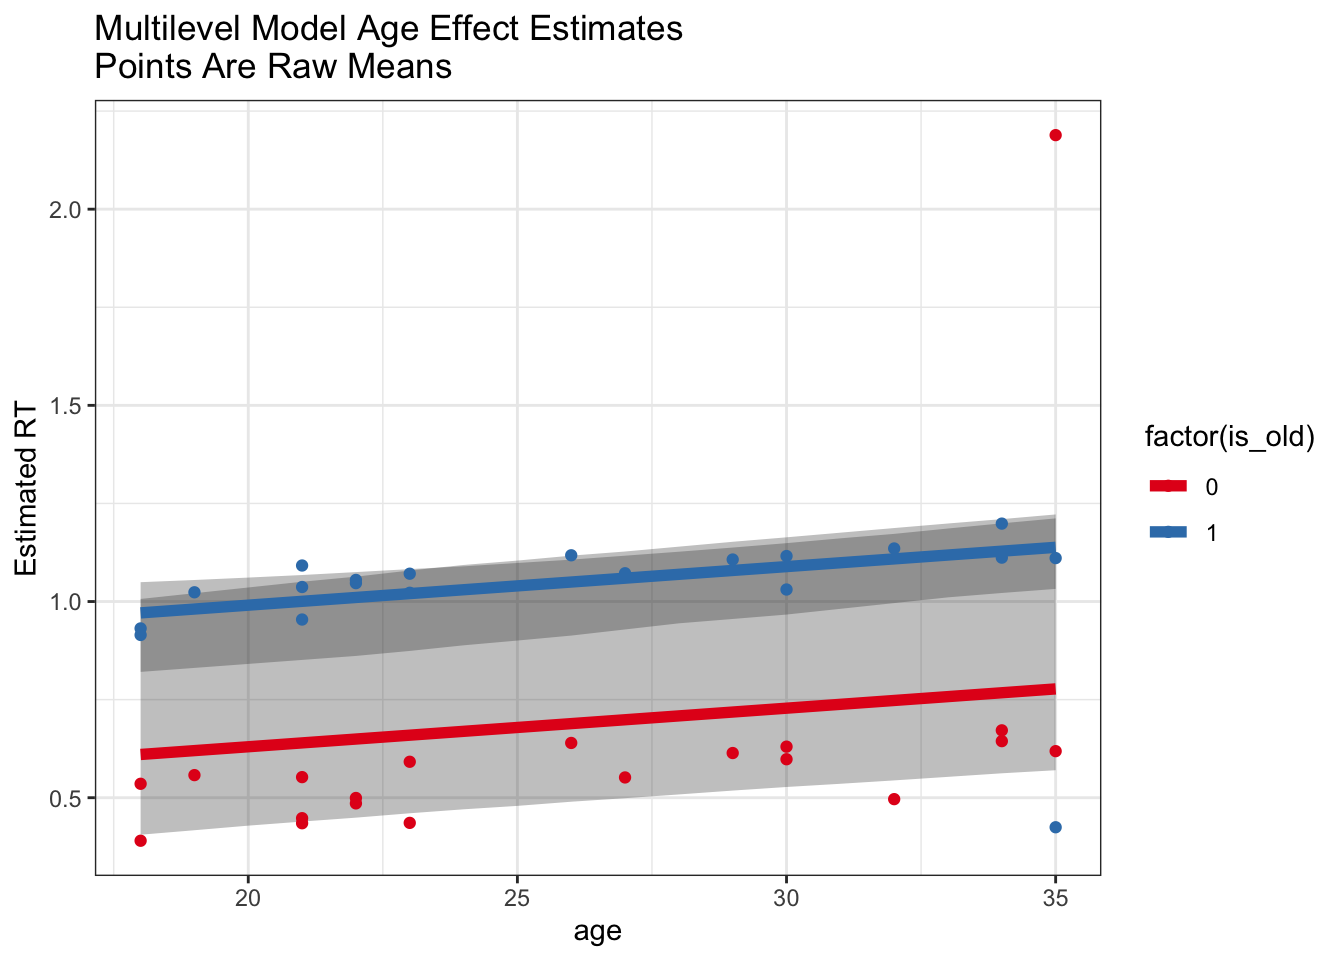 Multilevel Model Age Effect Estimates
Points Are Raw Means
Estimated RT
2.0
1.5
1.0
0.5
20
25
30
35
age
factor(is_old)
0
1